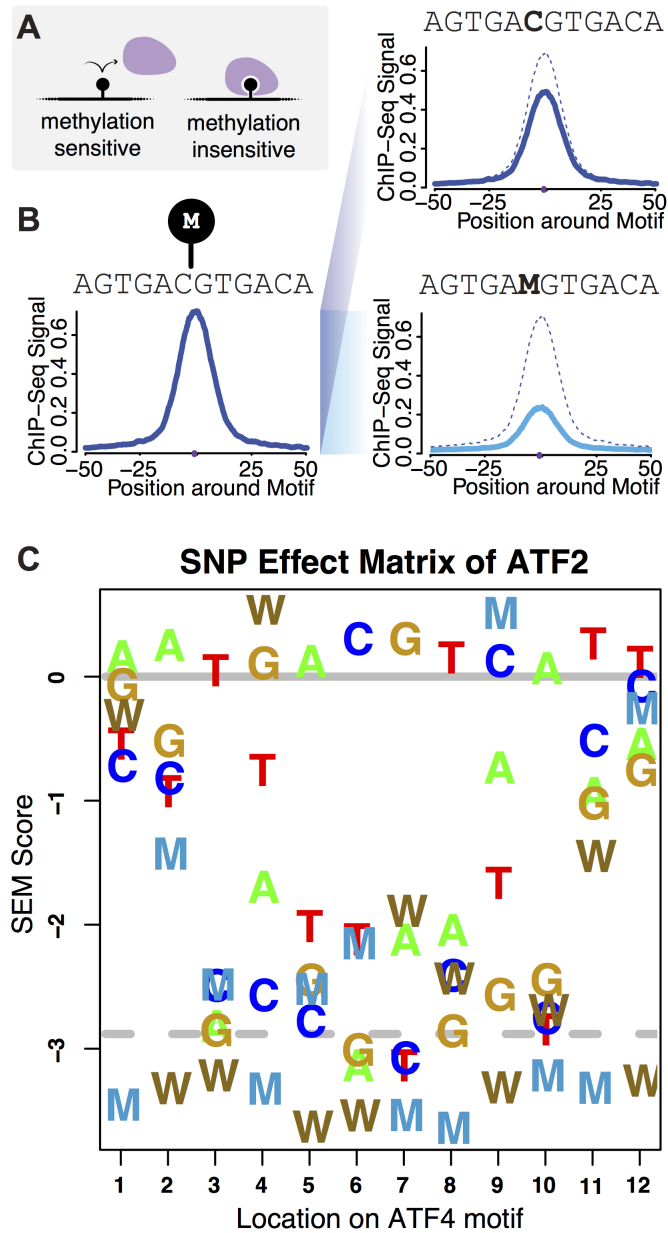 A
methylation
sensitive
methylation
insensitive
AGTGACGTGACA
ChIP−Seq Signal
0.0 0.2 0.4 0.6
−50 −25 25 50
Position around Motif
B
M
AGTGACGTGACA
ChIP−Seq Signal
0.0 0.2 0.4 0.6
−50 −25 25 50
Position around Motif
AGTGAMGTGACA
ChIP−Seq Signal
0.0 0.2 0.4 0.6
−50 −25 25 50
Position around Motif
C
SNP Effect Matrix of ATF2
SEM Score
0
-1
-2
-3
A G W T C M
A G C T M W
T M C A G W
W G T A C M
A T G M C W
C T M G A W
G W A C T M
T A C W G M
M C A T G W
A G W C T M
T C A G W M
T C M A G W
1 2 3 4 5 6 7 8 9 10 11 12
Location on ATF4 motif